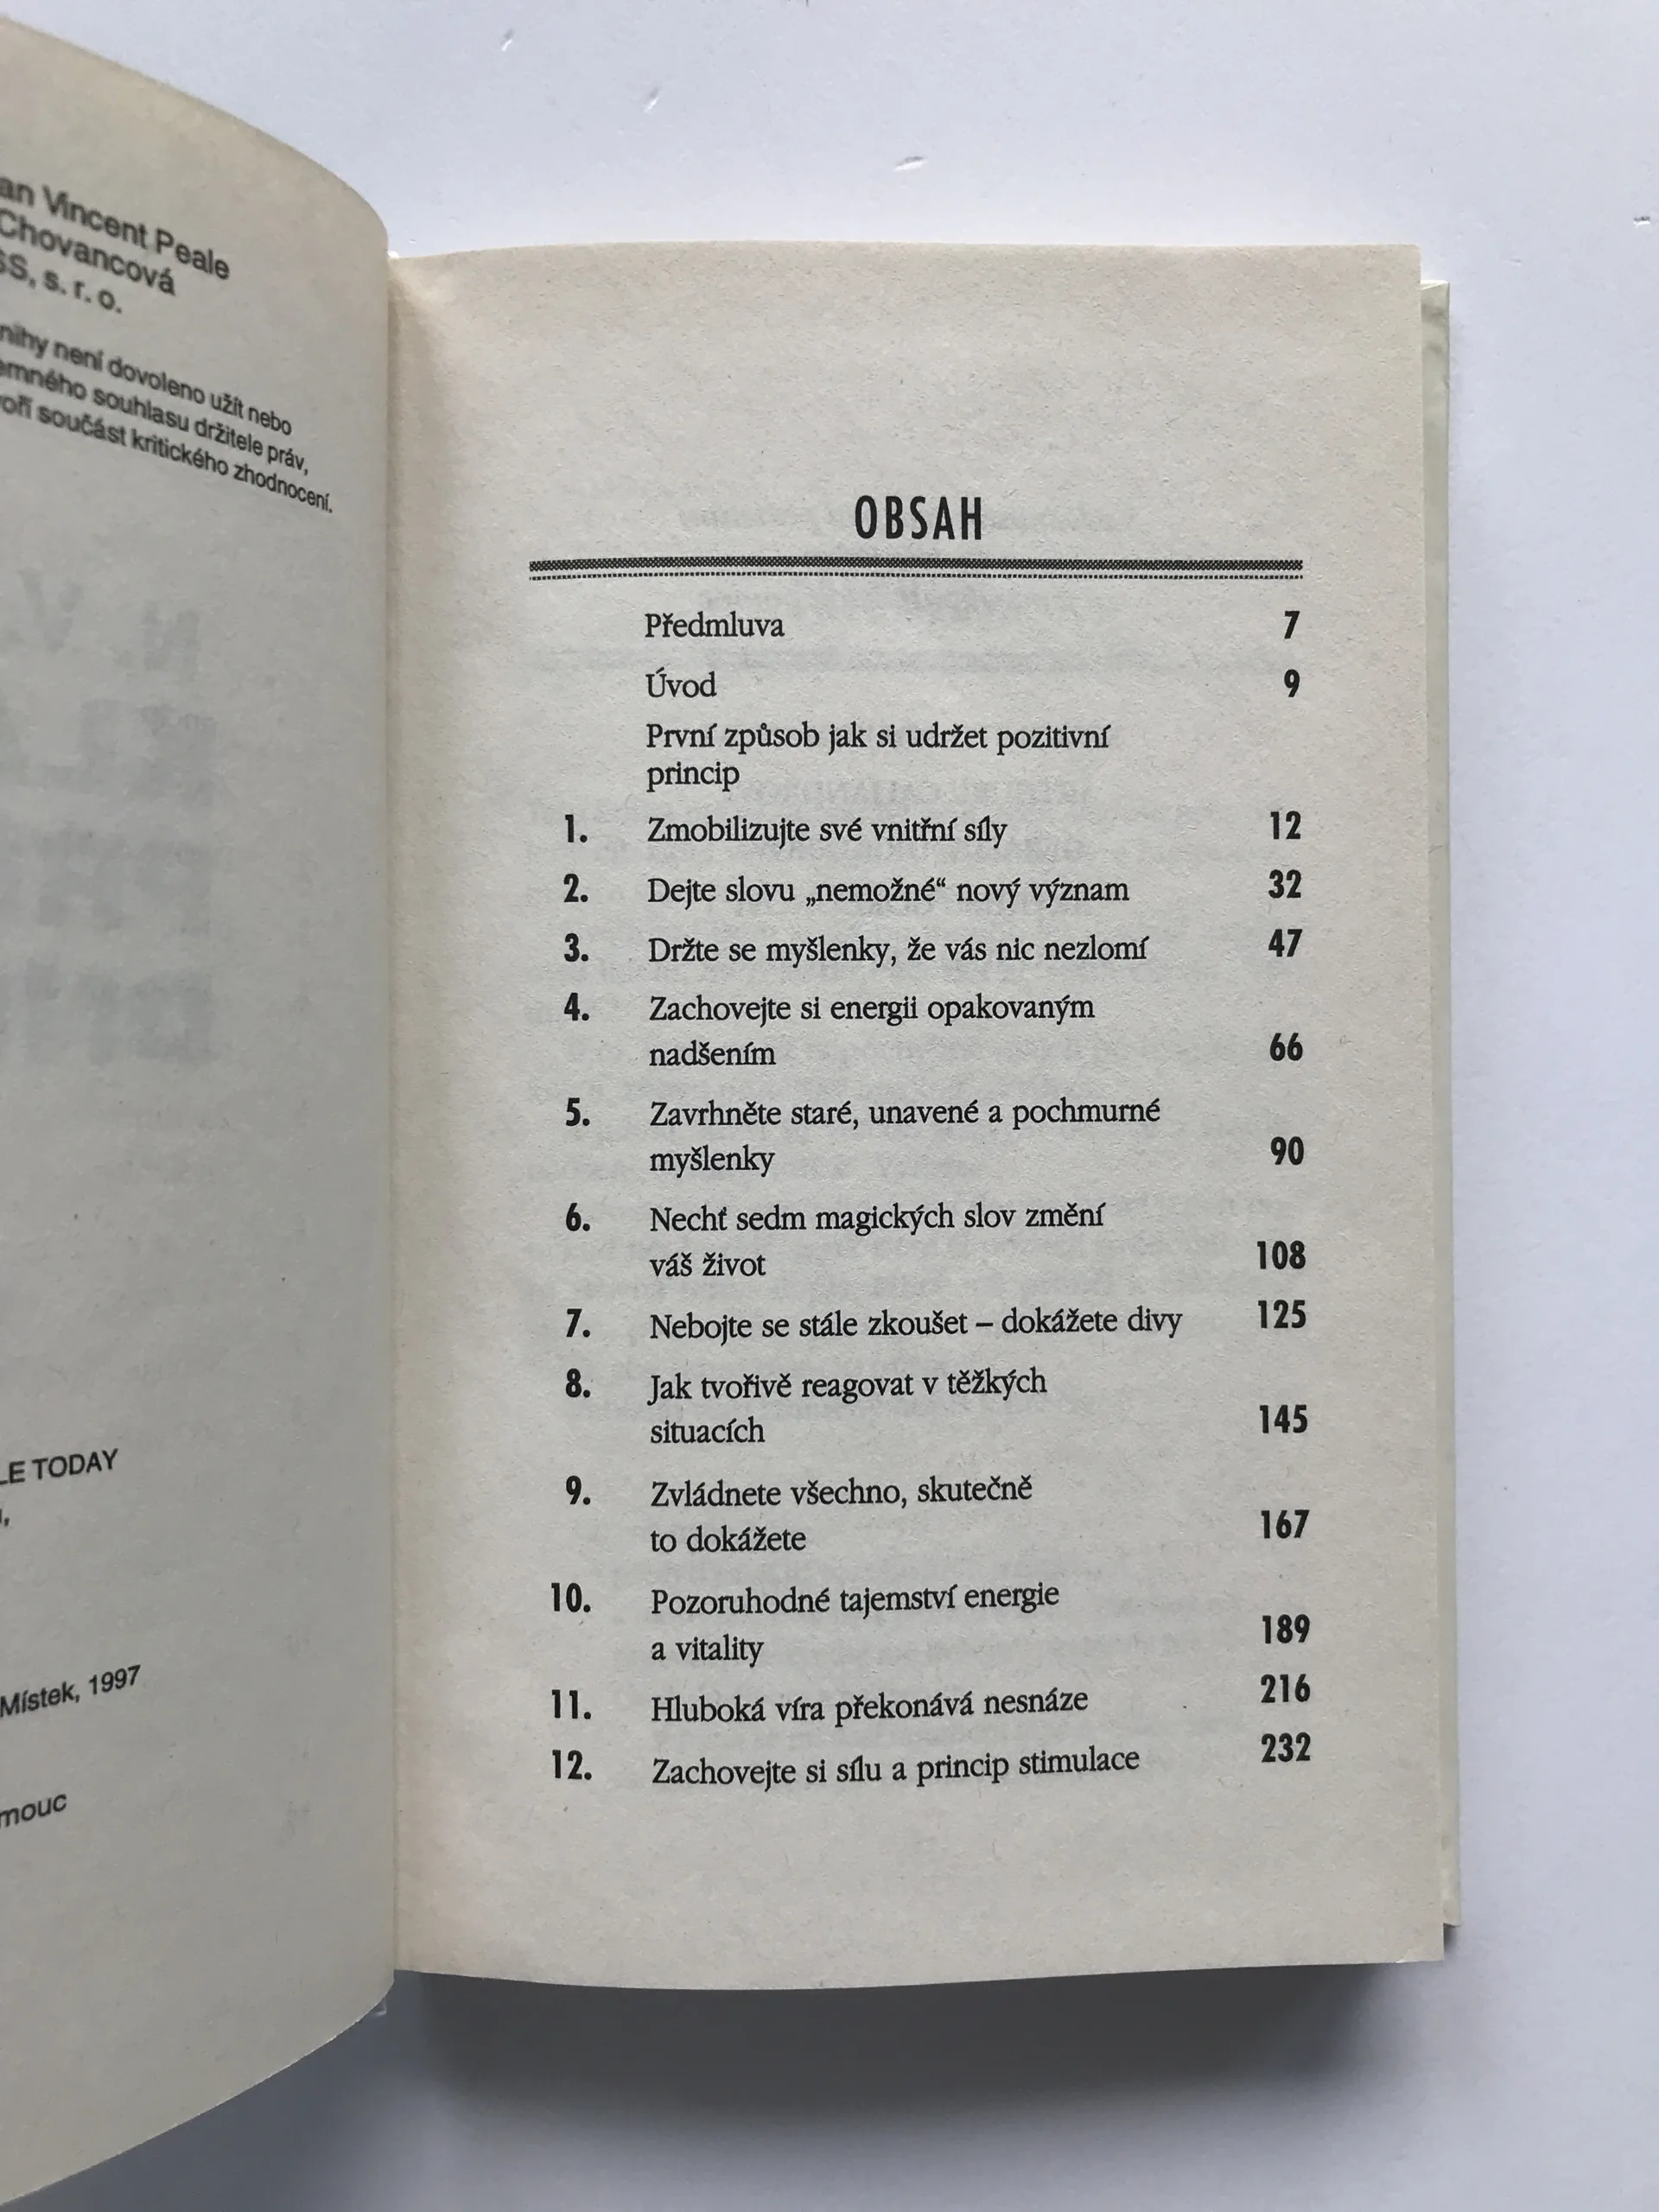 an Vincent Peale
Chovancová
SS, s. r. o.
nihy není dovoleno užít nebo
emného souhlasu držitele práv,
oří součást kritického zhodnocení.
LE TODAY
Místek, 1997
mouc
OBSAH
Předmluva 7
Úvod 9
První způsob jak si udržet pozitivní
princip
1. Zmobilizujte své vnitřní síly 12
2. Dejte slovu „nemožné“ nový význam 32
3. Držte se myšlenky, že vás nic nezlomí 47
4. Zachovejte si energii opakovaným
nadšením 66
5. Zavrhněte staré, unavené a pochmurné
myšlenky 90
6. Nechť sedm magických slov změní
váš život 108
7. Nebojte se stále zkoušet – dokážete divy 125
8. Jak tvořivě reagovat v těžkých
situacích 145
9. Zvládnete všechno, skutečně
to dokážete 167
10. Pozoruhodné tajemství energie
a vitality 189
11. Hluboká víra překonává nesnáze 216
12. Zachovejte si sílu a princip stimulace 232